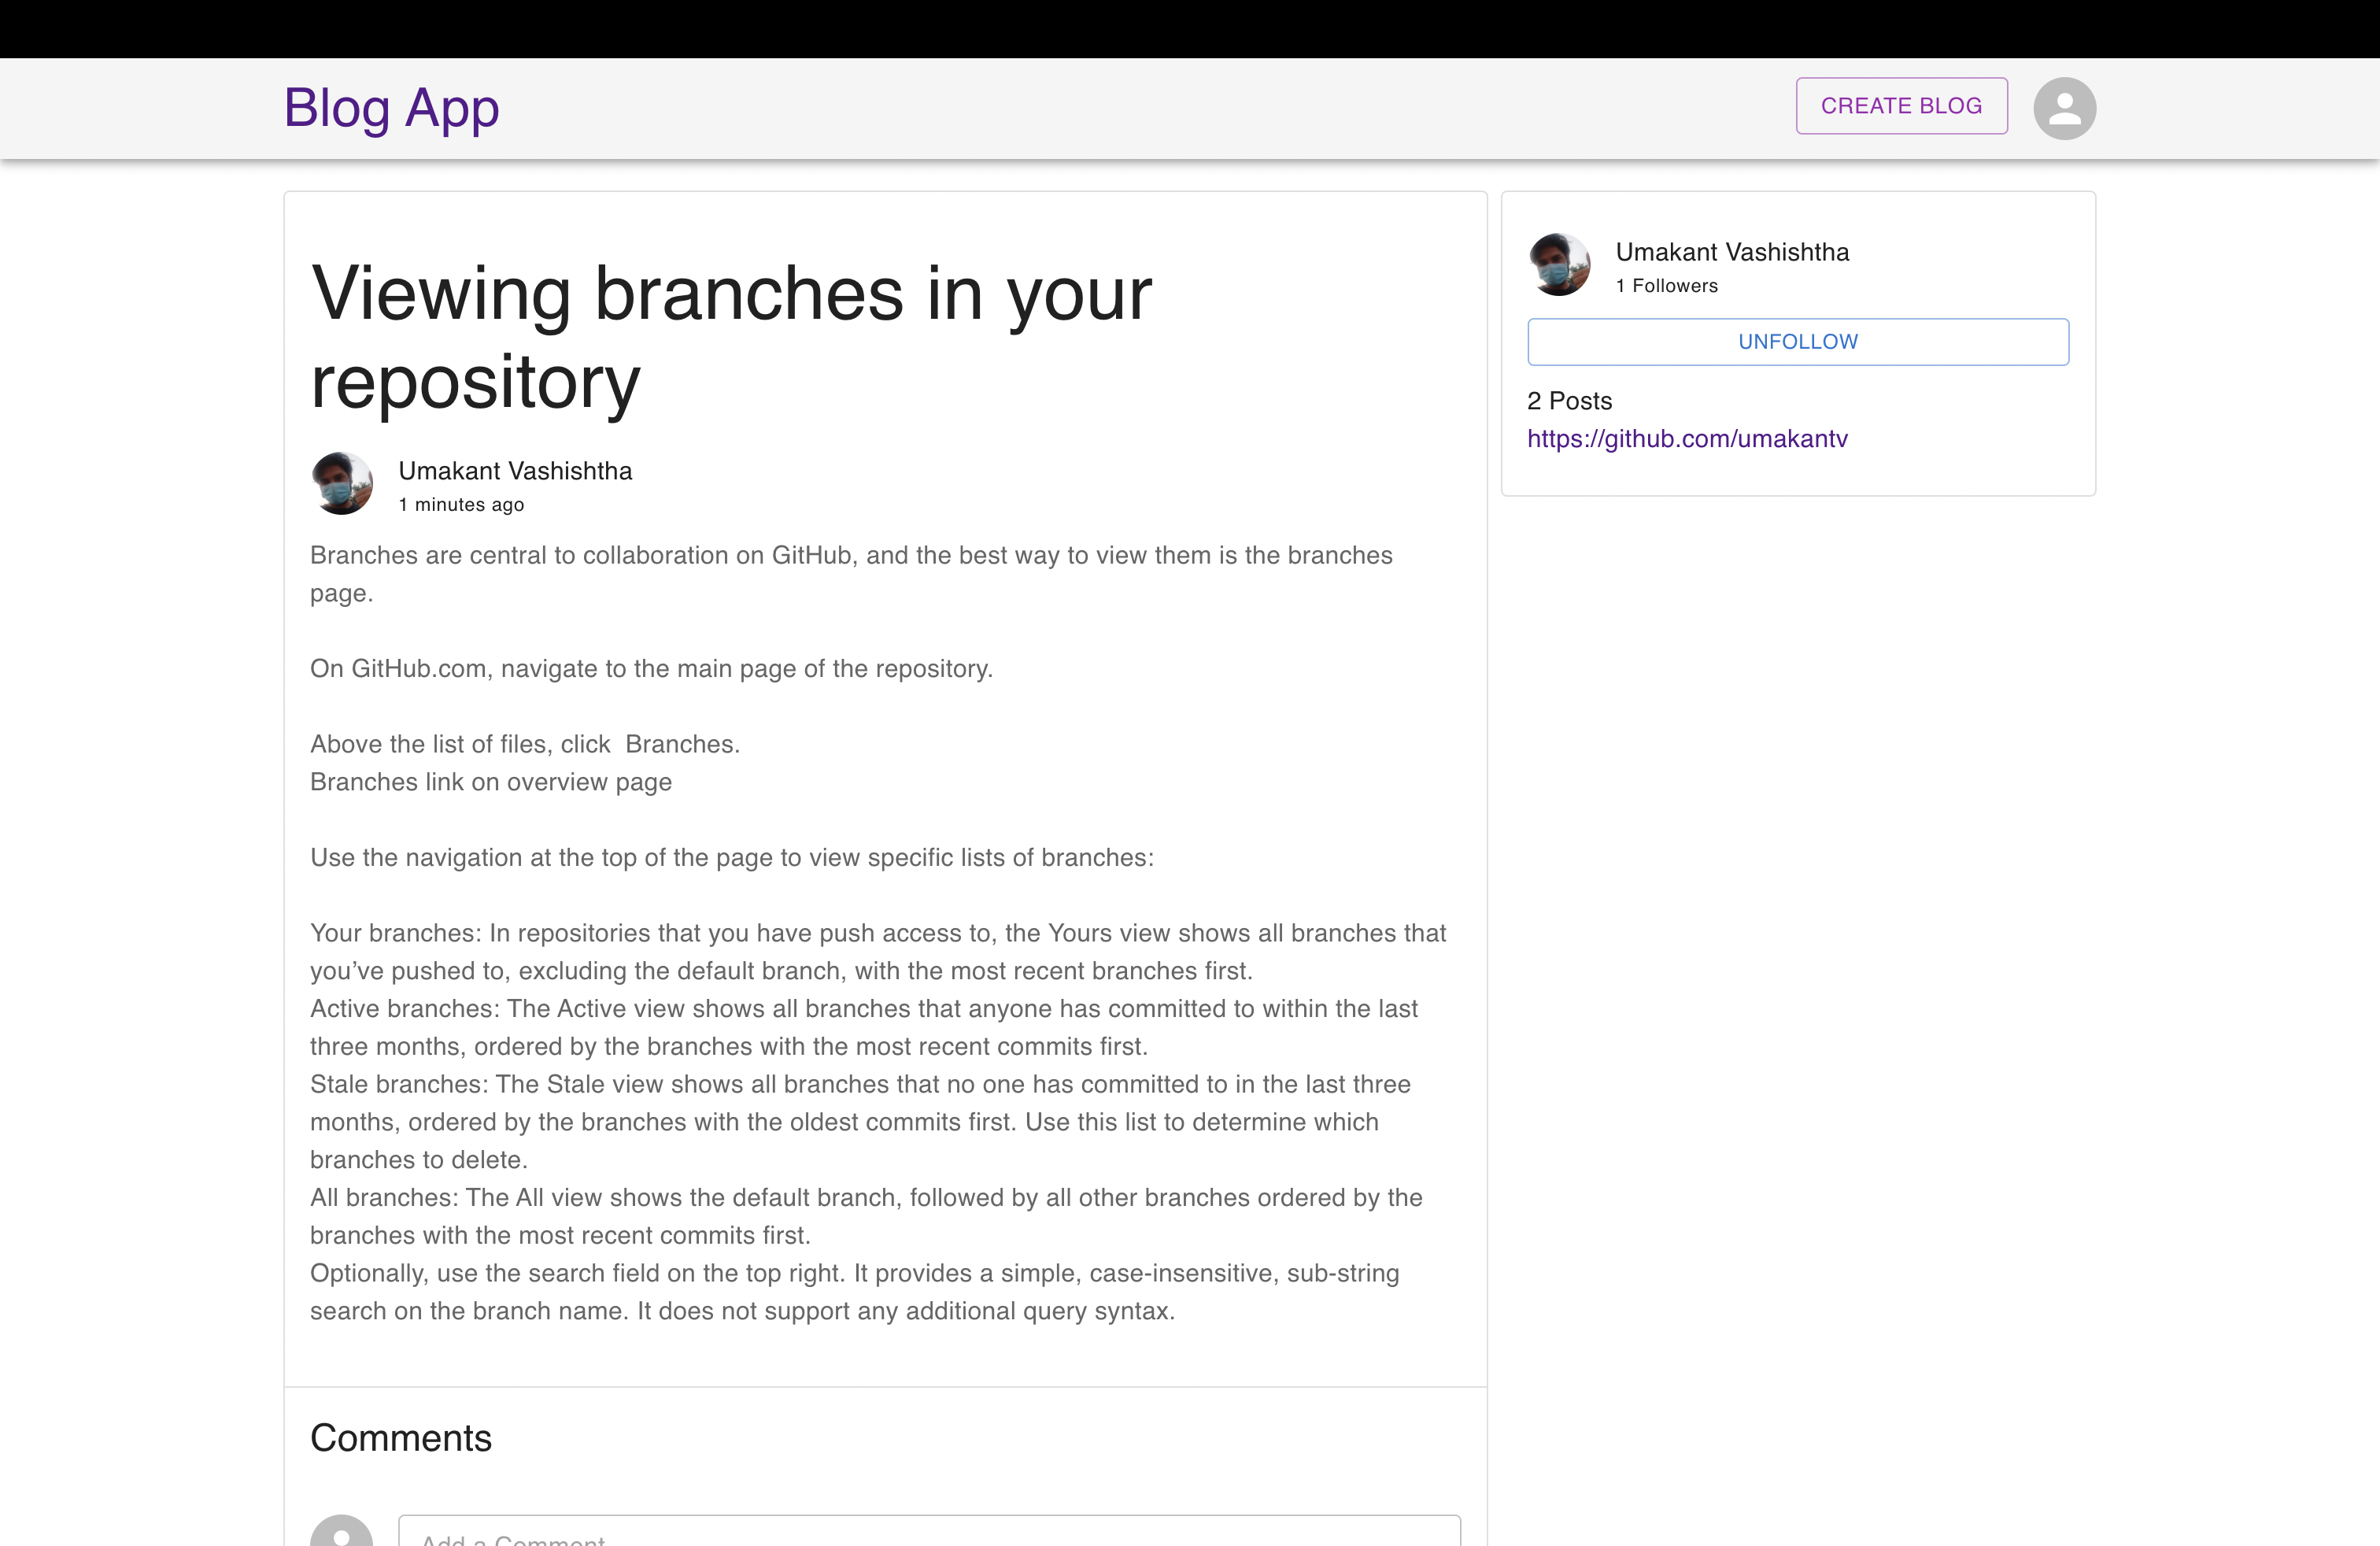 Blog App
CREATE BLOG
Viewing branches in your
repository
Umakant Vashishtha
1 minutes ago
Branches are central to collaboration on GitHub, and the best way to view them is the branches
page.
On GitHub.com, navigate to the main page of the repository.
Above the list of files, click  Branches.
Branches link on overview page
Use the navigation at the top of the page to view specific lists of branches:
Your branches: In repositories that you have push access to, the Yours view shows all branches that
you’ve pushed to, excluding the default branch, with the most recent branches first.
Active branches: The Active view shows all branches that anyone has committed to within the last
three months, ordered by the branches with the most recent commits first.
Stale branches: The Stale view shows all branches that no one has committed to in the last three
months, ordered by the branches with the oldest commits first. Use this list to determine which
branches to delete.
All branches: The All view shows the default branch, followed by all other branches ordered by the
branches with the most recent commits first.
Optionally, use the search field on the top right. It provides a simple, case-insensitive, sub-string
search on the branch name. It does not support any additional query syntax.
Comments
Add a Comment
Umakant Vashishtha
1 Followers
UNFOLLOW
2 Posts
https://github.com/umakantv